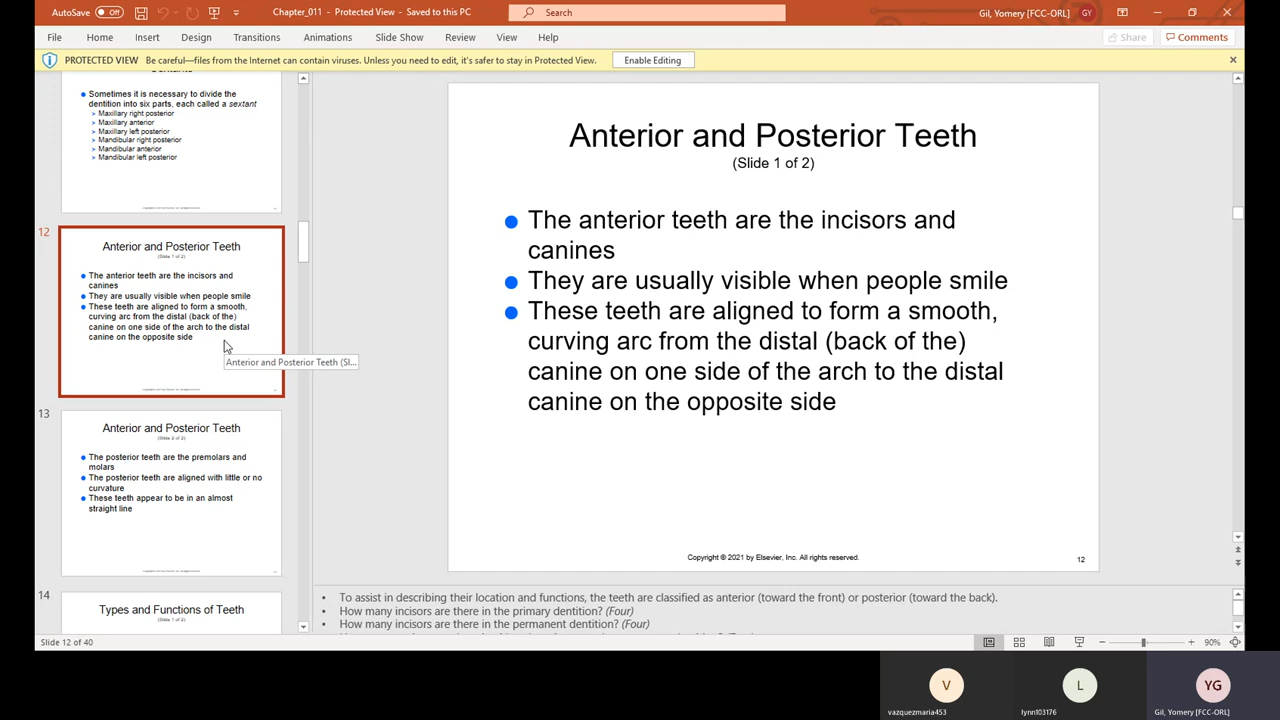 AutoSave Off
Chapter_011 - Protected View - Saved to this PC
Search
Gil, Yomery [FCC-ORL] GY
File Home Insert Design Transitions Animations Slide Show Review View Help
Share Comments
PROTECTED VIEW Be careful—files from the Internet can contain viruses. Unless you need to edit, it's safer to stay in Protected View. Enable Editing
Sometimes it is necessary to divide the
dentition into six parts, each called a sextant
Maxillary right posterior
Maxillary anterior
Maxillary left posterior
Mandibular right posterior
Mandibular anterior
Mandibular left posterior
12
Anterior and Posterior Teeth
(Slide 1 of 2)
The anterior teeth are the incisors and
canines
They are usually visible when people smile
These teeth are aligned to form a smooth,
curving arc from the distal (back of the)
canine on one side of the arch to the distal
canine on the opposite side
Anterior and Posterior Teeth (Sl...
13
Anterior and Posterior Teeth
(Slide 2 of 2)
The posterior teeth are the premolars and
molars
The posterior teeth are aligned with little or no
curvature
These teeth appear to be in an almost
straight line
14
Types and Functions of Teeth
(Slide 1 of 2)
Anterior and Posterior Teeth
(Slide 1 of 2)
The anterior teeth are the incisors and
canines
They are usually visible when people smile
These teeth are aligned to form a smooth,
curving arc from the distal (back of the)
canine on one side of the arch to the distal
canine on the opposite side
Copyright © 2021 by Elsevier, Inc. All rights reserved.
12
To assist in describing their location and functions, the teeth are classified as anterior (toward the front) or posterior (toward the back).
How many incisors are there in the primary dentition? (Four)
How many incisors are there in the permanent dentition? (Four)
Slide 12 of 40
90%
V
vazquezmaria453
L
lynn103176
YG
Gil, Yomery [FCC-ORL]